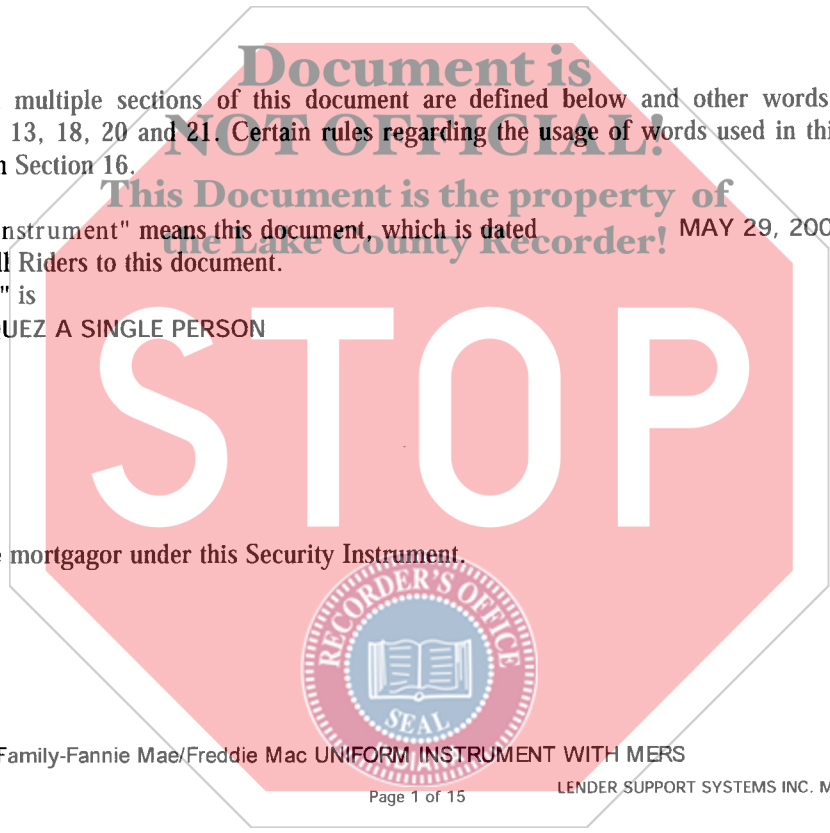 Document is
multiple sections of this document are defined below and other words
13, 18, 20 and 21. Certain rules regarding the usage of words used in thi
NOT OFFICIAL!
n Section 16.
This Document is the property of
nstrument" means this document, which is dated MAY 29, 200
the Lake County Recorder!
ll Riders to this document.
" is
UEZ A SINGLE PERSON
STOP
e mortgagor under this Security Instrument.
RECORDER'S OFFICE
SEAL
INDIANA
Family-Fannie Mae/Freddie Mac UNIFORM INSTRUMENT WITH MERS
Page 1 of 15
LENDER SUPPORT SYSTEMS INC. M